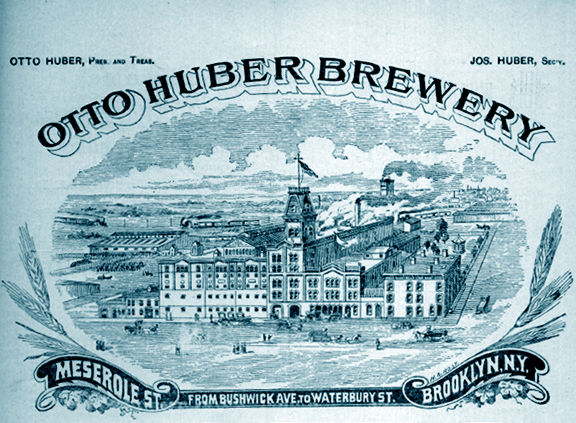 OTTO HUBER, PRES. AND TREAS.
JOS. HUBER, SEC'Y.
OTTO HUBER BREWERY
MESEROLE ST.
FROM BUSHWICK AVE. TO WATERBURY ST.
BROOKLYN, N.Y.